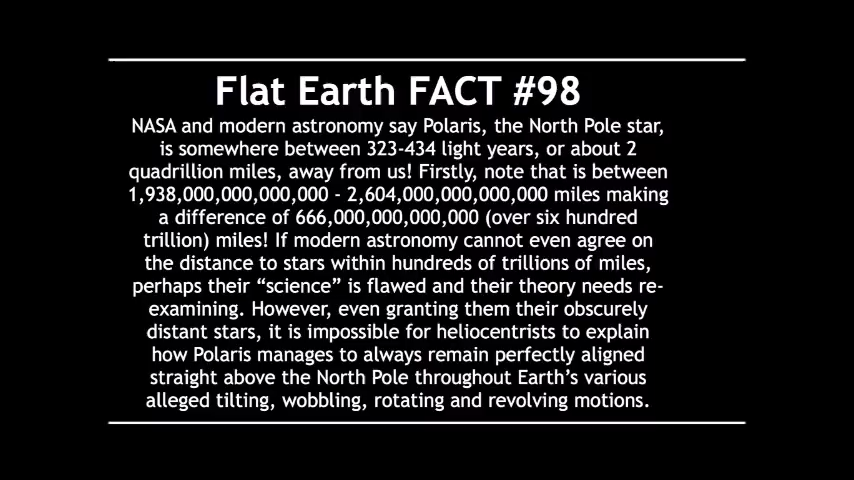 Flat Earth FACT #98
NASA and modern astronomy say Polaris, the North Pole star,
is somewhere between 323-434 light years, or about 2
quadrillion miles, away from us! Firstly, note that is between
1,938,000,000,000,000 - 2,604,000,000,000,000 miles making
a difference of 666,000,000,000,000 (over six hundred
trillion) miles! If modern astronomy cannot even agree on
the distance to stars within hundreds of trillions of miles,
perhaps their “science” is flawed and their theory needs re-
examining. However, even granting them their obscurely
distant stars, it is impossible for heliocentrists to explain
how Polaris manages to always remain perfectly aligned
straight above the North Pole throughout Earth’s various
alleged tilting, wobbling, rotating and revolving motions.